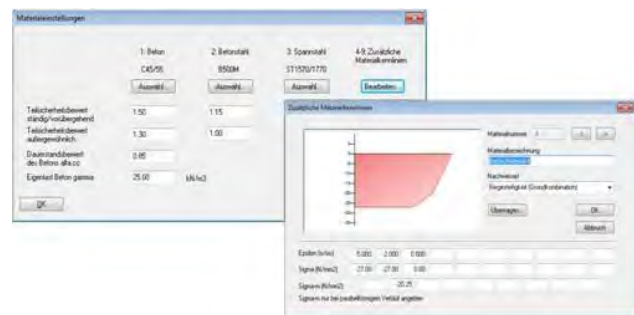 Materialeinstellungen
1: Beton 2: Betonstahl 3: Spannstahl 4-9: Zusätzliche Materialkennlinien
C45/55 B500M ST1570/1770
Auswahl... Auswahl... Auswahl... Bearbeiten...
Teilsicherheitsbeiwert ständig/vorübergehend 1.50 1.15
Teilsicherheitsbeiwert außergewöhnlich 1.30 1.00
Dauerstandsbeiwert des Betons alfa.cc 0.85
Eigenlast Beton gamma 25.00 kN/m3
OK
Zusätzliche Materialkennlinien
Materialnummer 4 < >
Materialbezeichnung
Nachweisart
Biegetragfähigkeit (Grundkombination)
Übertragen... OK
Abbruch
Epsilon [o/oo] -5.000 -2.000 0.000
Sigma [N/mm2] -27.00 -27.00 0.00
Sigma-m [N/mm2] -20.25
Sigma-m nur bei parabelförmigem Verlauf angeben